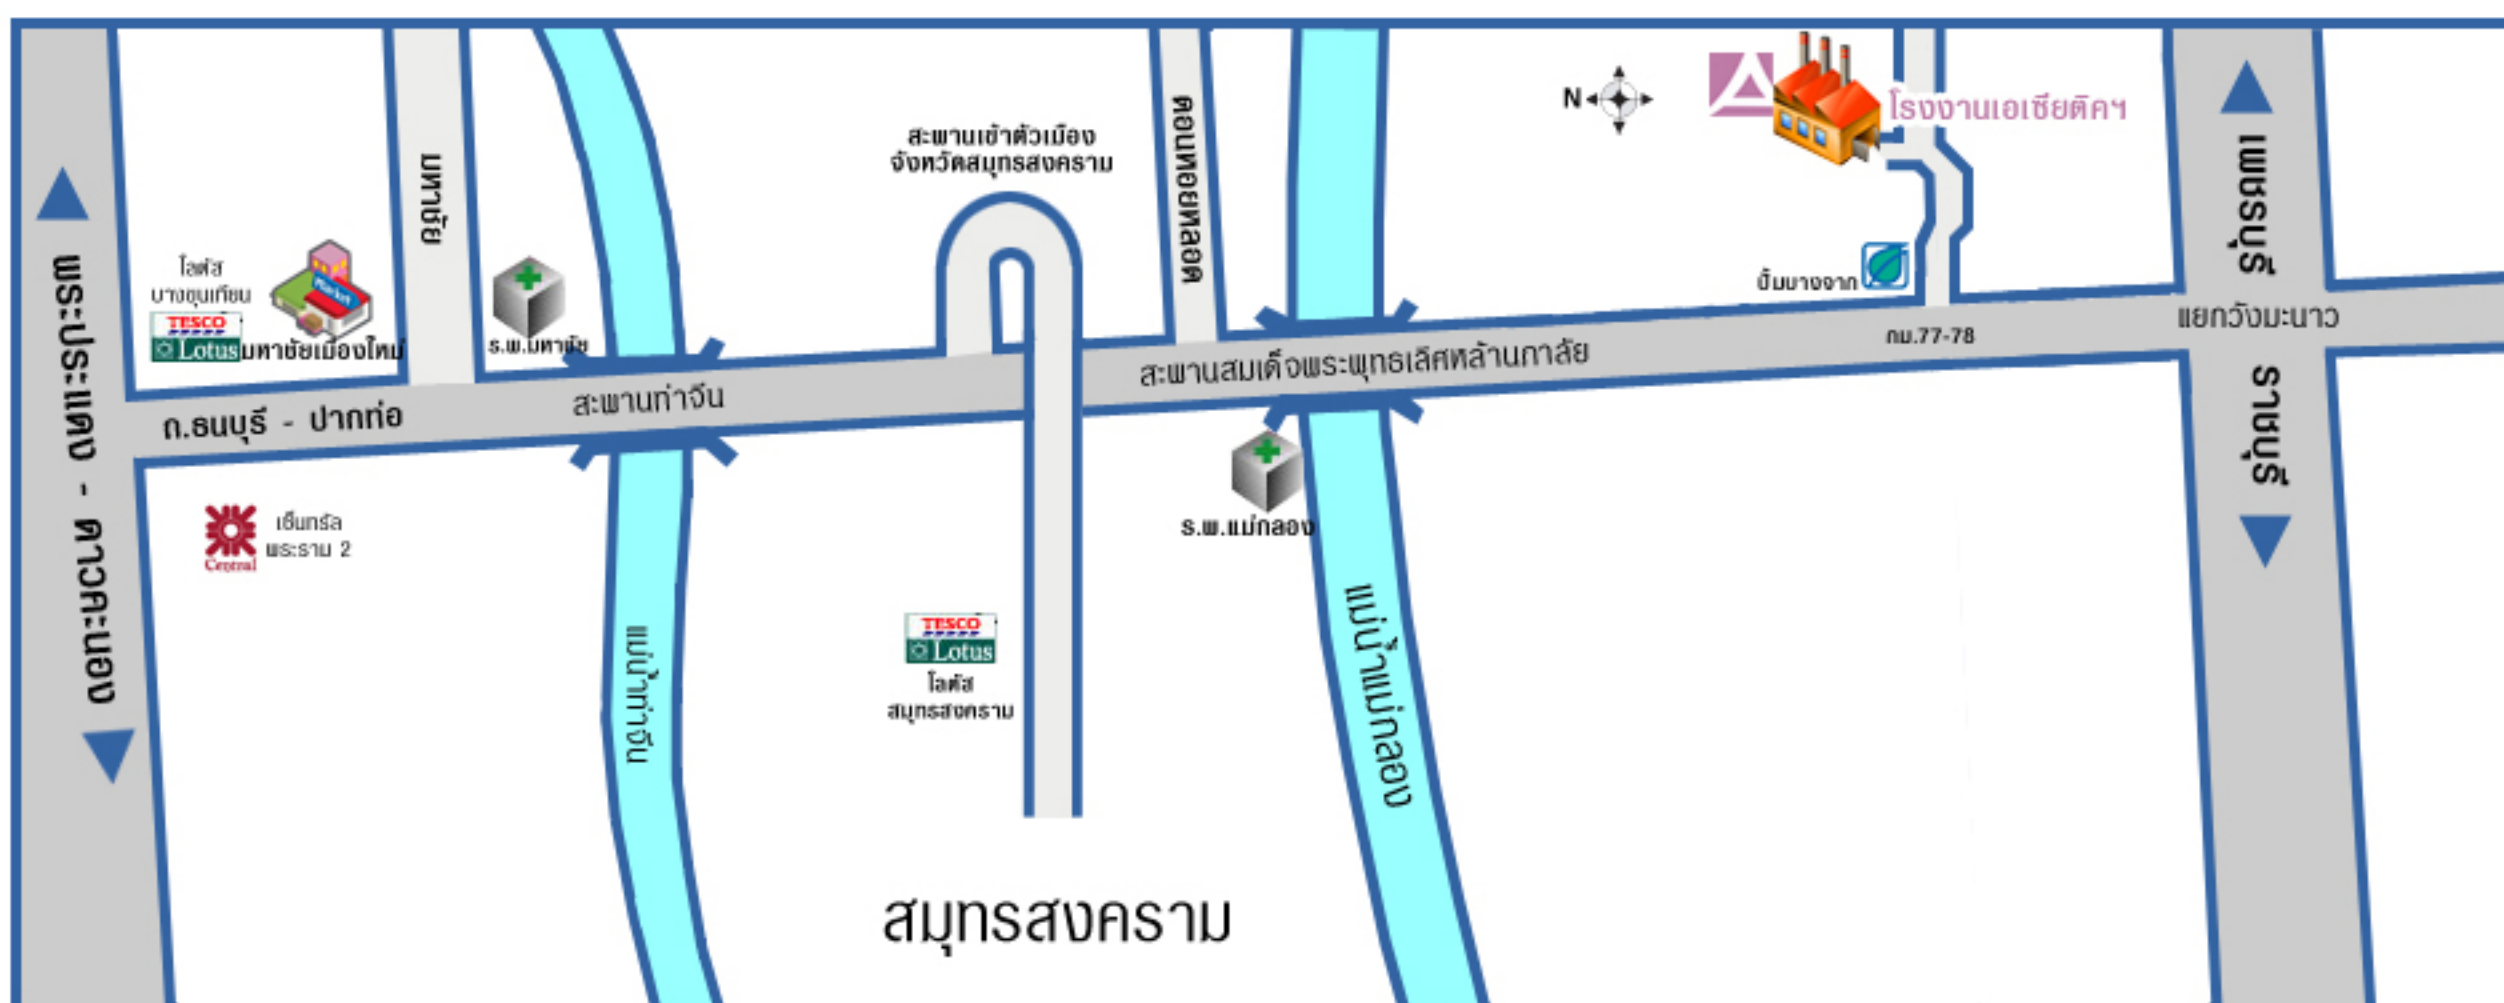 พระประแดง - ดาวคะนอง
โลตัส
บางขุนเทียน
TESCO
Lotus
Market
มหาชัยเมืองใหม่
มหาชัย
ร.พ.มหาชัย
ถ.ธนบุรี - ปากท่อ
สะพานท่าจีน
Central
เซ็นทรัล
พระราม 2
แม่น้ำท่าจีน
สะพานเข้าตัวเมือง
จังหวัดสมุทรสงคราม
ดอนหอยหลอด
TESCO
Lotus
โลตัส
สมุทรสงคราม
สมุทรสงคราม
สะพานสมเด็จพระพุทธเลิศหล้านภาลัย
ร.พ.แม่กลอง
แม่น้ำแม่กลอง
N
โรงงานเอเซียติคฯ
ปั้มบางจาก
กม.77-78
เพชรบุรี
แยกวังมะนาว
ราชบุรี